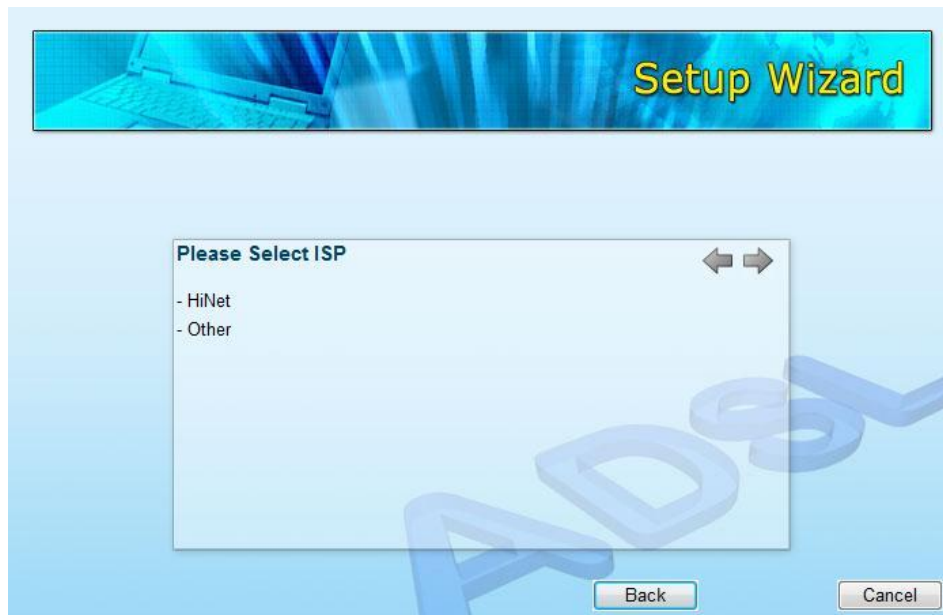 Setup Wizard
Please Select ISP
- HiNet
- Other
ADSL
Back Cancel